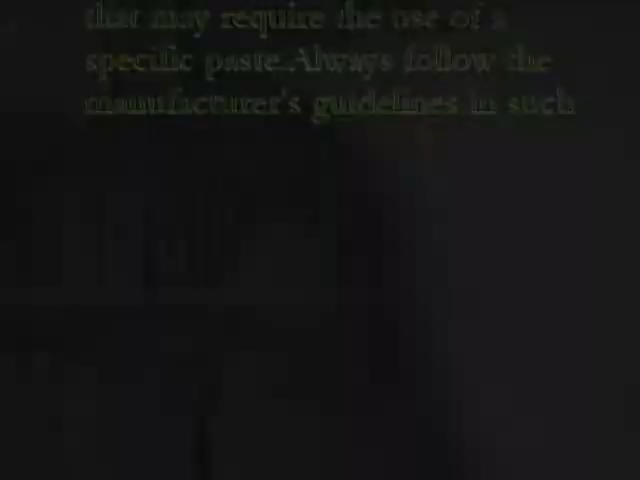 that may require the use of a
specific paste.Always follow the
manufacturer's guidelines in such